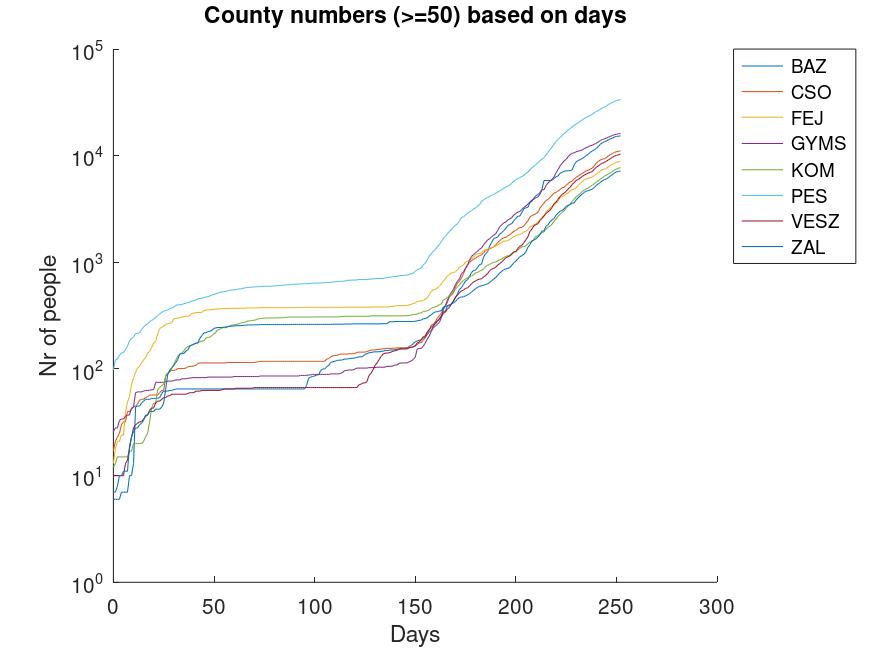 County numbers (>=50) based on days
10^5
10^4
10^3
10^2
10^1
10^0
Nr of people
0 50 100 150 200 250 300
Days
BAZ
CSO
FEJ
GYMS
KOM
PES
VESZ
ZAL